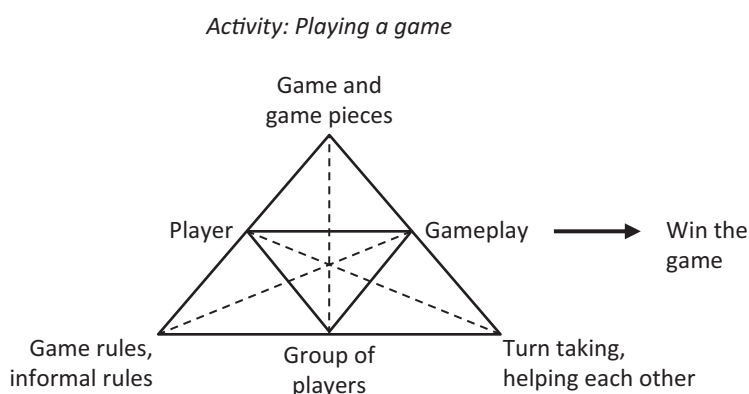 Activity: Playing a game
Game and
game pieces
Player
Gameplay
Win the
game
Game rules,
informal rules
Group of
players
Turn taking,
helping each other